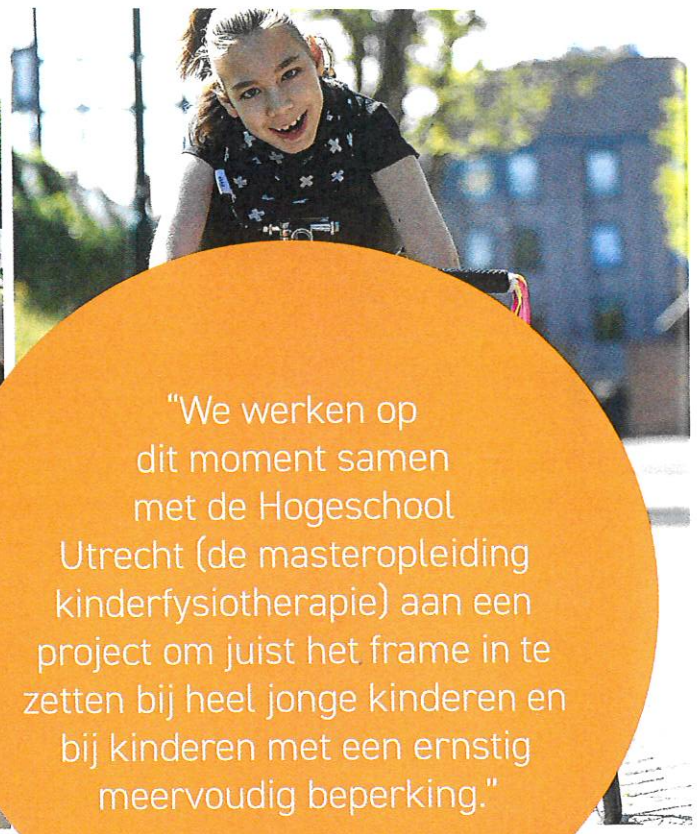 “We werken op
dit moment samen
met de Hogeschool
Utrecht (de masteropleiding
kinderfysiotherapie) aan een
project om juist het frame in te
zetten bij heel jonge kinderen en
bij kinderen met een ernstig
meervoudig beperking.”